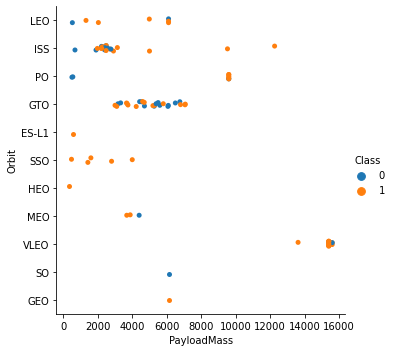 LEO
ISS
PO
GTO
ES-L1
SSO
HEO
MEO
VLEO
SO
GEO
Orbit
Class
0
1
0 2000 4000 6000 8000 10000 12000 14000 16000
PayloadMass